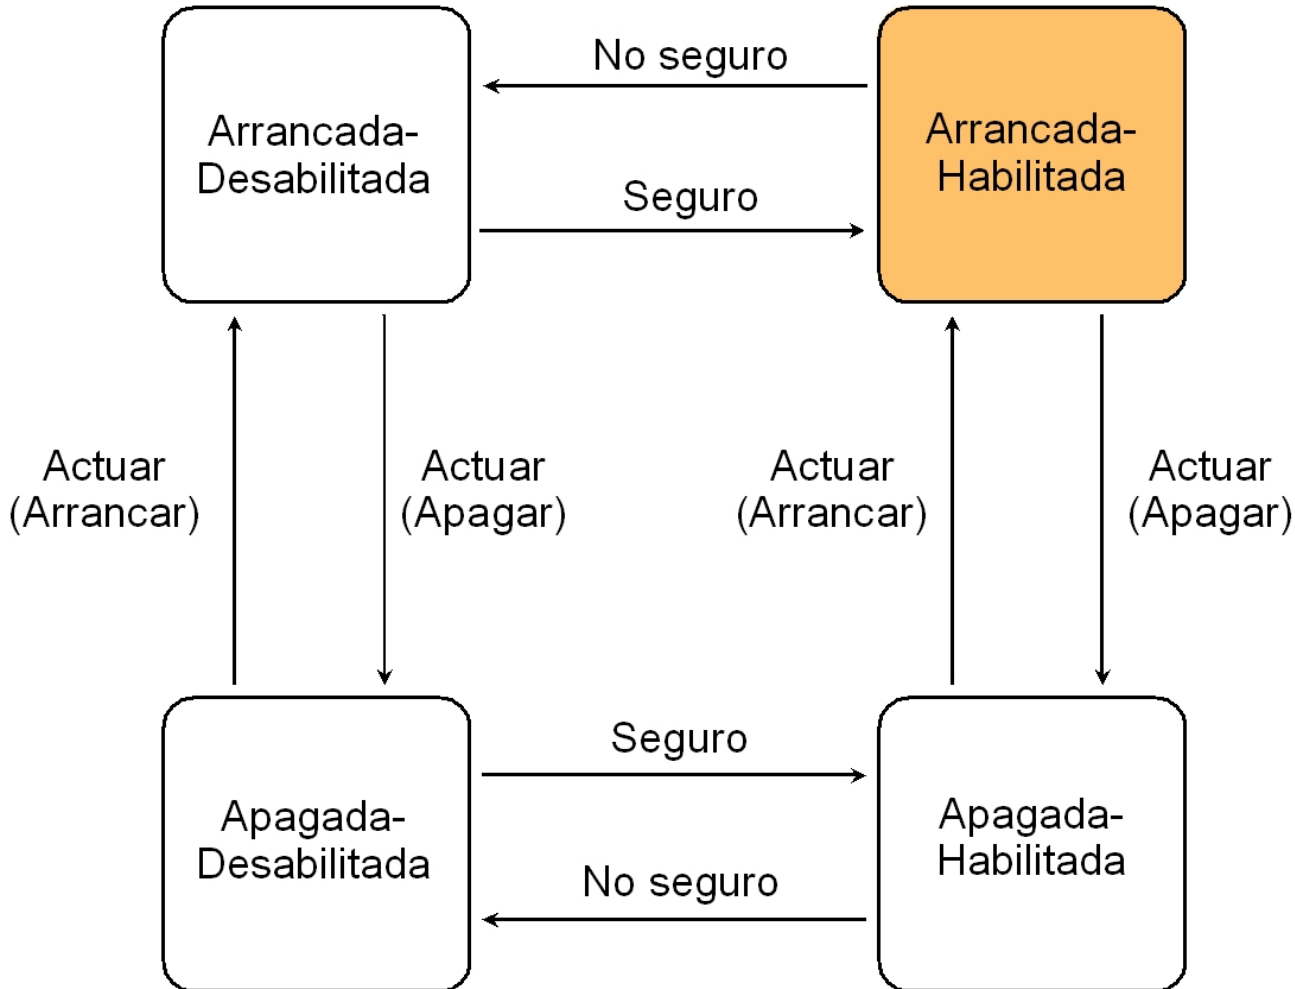 No seguro
Arrancada-
Desabilitada
Arrancada-
Habilitada
Seguro
Actuar
(Arrancar)
Actuar
(Apagar)
Actuar
(Arrancar)
Actuar
(Apagar)
Seguro
Apagada-
Desabilitada
Apagada-
Habilitada
No seguro